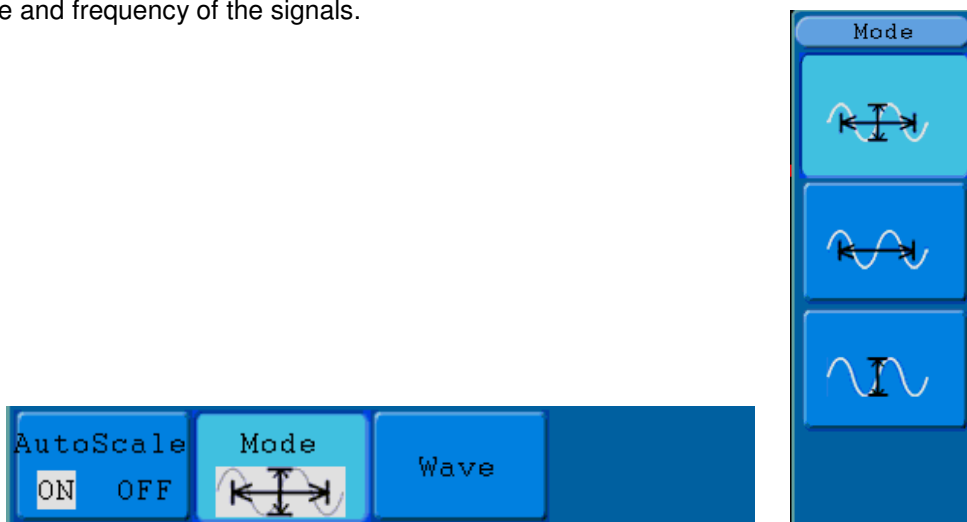 e and frequency of the signals.
Mode
AutoScale
ON OFF
Mode
Wave